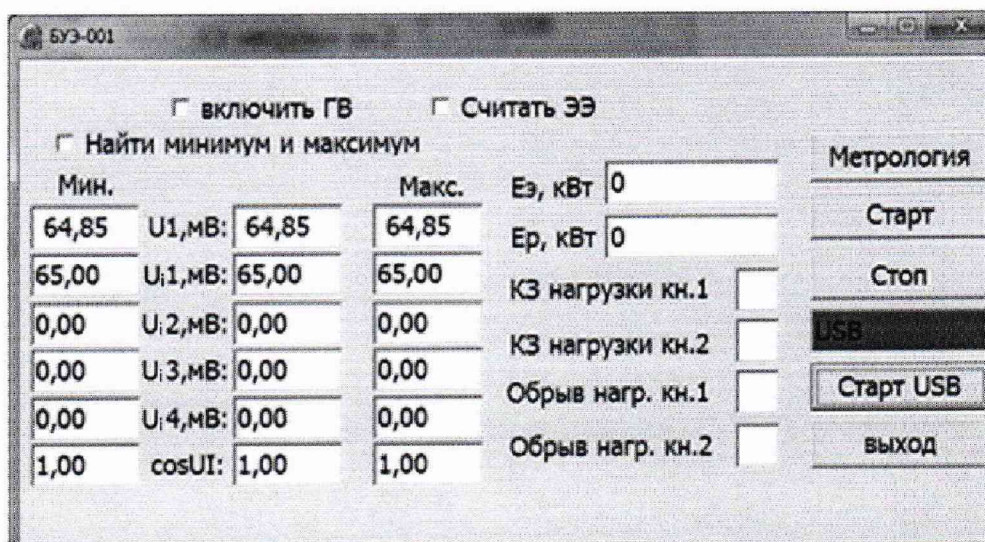 БУЭ-001
включить ГВ Считать ЭЭ
Найти минимум и максимум
Мин. Макс.
64,85 U1,мВ: 64,85 64,85
65,00 Ui1,мВ: 65,00 65,00
0,00 Ui2,мВ: 0,00 0,00
0,00 Ui3,мВ: 0,00 0,00
0,00 Ui4,мВ: 0,00 0,00
1,00 cosUI: 1,00 1,00
Eэ, кВт 0
Eр, кВт 0
КЗ нагрузки кн.1
КЗ нагрузки кн.2
Обрыв нагр. кн.1
Обрыв нагр. кн.2
Метрология
Старт
Стоп
USB
Старт USB
выход